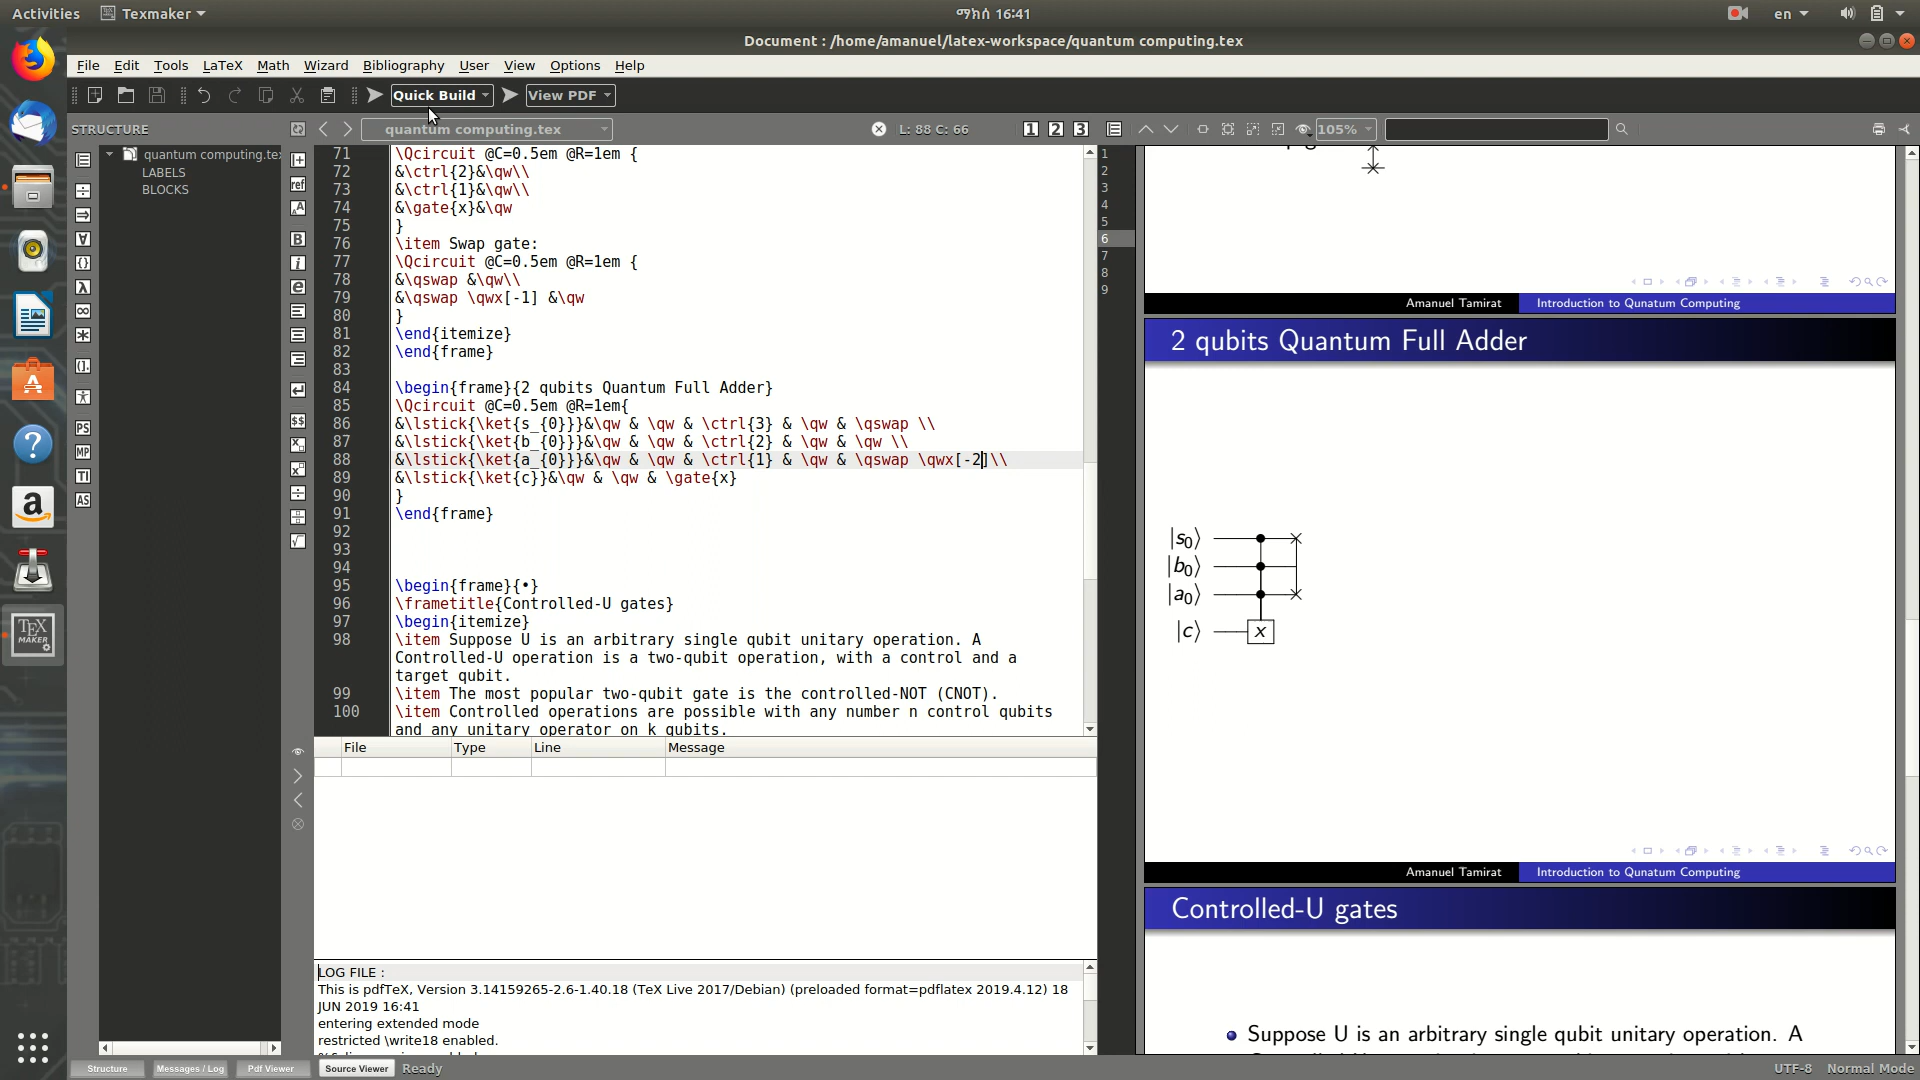 Activities
Texmaker
ማክሰ 16:41
en
Document : /home/amanuel/latex-workspace/quantum computing.tex
File Edit Tools LaTeX Math Wizard Bibliography User View Options Help
Quick Build
View PDF
STRUCTURE
quantum computing.tex
L: 88 C: 66
1 2 3
105%
quantum computing.te
LABELS
BLOCKS
71 \Qcircuit @C=0.5em @R=1em {
72 &\ctrl{2}&\qw\\
73 &\ctrl{1}&\qw\\
74 &\gate{x}&\qw
75 }
76 \item Swap gate:
77 \Qcircuit @C=0.5em @R=1em {
78 &\qswap &\qw\\
79 &\qswap \qwx[-1] &\qw
80 }
81 \end{itemize}
82 \end{frame}
83
84 \begin{frame}{2 qubits Quantum Full Adder}
85 \Qcircuit @C=0.5em @R=1em{
86 &\lstick{\ket{s_{0}}}&\qw & \qw & \ctrl{3} & \qw & \qswap \\
87 &\lstick{\ket{b_{0}}}&\qw & \qw & \ctrl{2} & \qw & \qw \\
88 &\lstick{\ket{a_{0}}}&\qw & \qw & \ctrl{1} & \qw & \qswap \qwx[-2]\\
89 &\lstick{\ket{c}}&\qw & \qw & \gate{x}
90 }
91 \end{frame}
92
93
94
95 \begin{frame}{•}
96 \frametitle{Controlled-U gates}
97 \begin{itemize}
98 \item Suppose U is an arbitrary single qubit unitary operation. A
Controlled-U operation is a two-qubit operation, with a control and a
target qubit.
99 \item The most popular two-qubit gate is the controlled-NOT (CNOT).
100 \item Controlled operations are possible with any number n control qubits
and any unitary operator on k qubits.
File Type Line Message
LOG FILE :
This is pdfTeX, Version 3.14159265-2.6-1.40.18 (TeX Live 2017/Debian) (preloaded format=pdflatex 2019.4.12) 18
JUN 2019 16:41
entering extended mode
restricted \write18 enabled.
1
2
3
4
5
6
7
8
9
Amanuel Tamirat Introduction to Qunatum Computing
2 qubits Quantum Full Adder
|s0⟩
|b0⟩
|a0⟩
|c⟩ x
Amanuel Tamirat Introduction to Qunatum Computing
Controlled-U gates
Suppose U is an arbitrary single qubit unitary operation. A
Structure Messages / Log Pdf Viewer Source Viewer Ready
UTF-8 Normal Mode